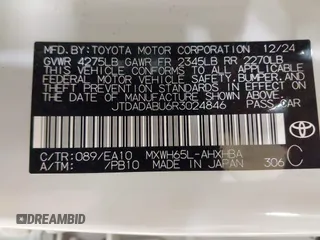 MFD. BY: TOYOTA MOTOR CORPORATION 12/24
GVWR 4275LB GAWR FR 2345LB RR 2270LB
THIS VEHICLE CONFORMS TO ALL APPLICABLE
FEDERAL MOTOR VEHICLE SAFETY, BUMPER, AND
THEFT PREVENTION STANDARDS IN EFFECT ON
THE DATE OF MANUFACTURE SHOWN ABOVE.
JTDADABU6R3024846
PASS. CAR
TOYOTA
C/TR: 089/EA10 MXWH65L-AHXHBA C
A/TM: /PB10 MADE IN JAPAN 306
DREAMBID